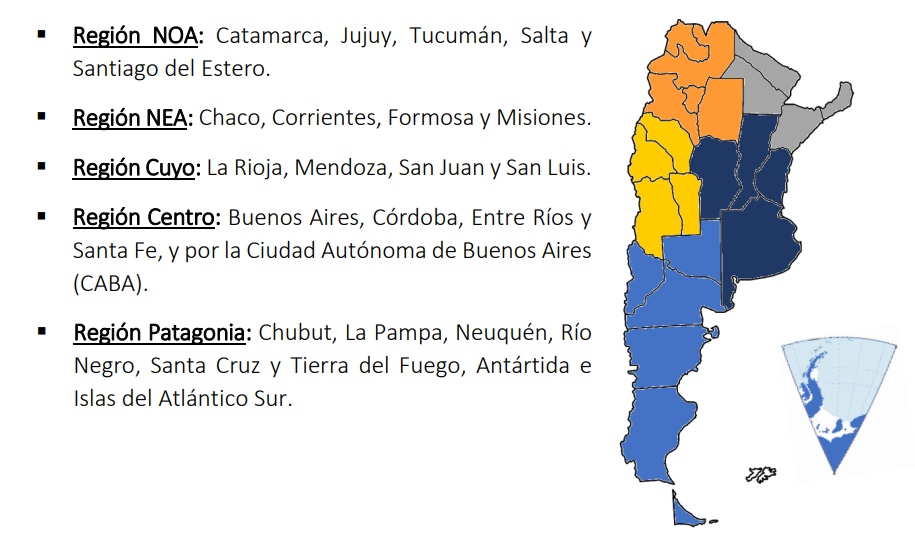 ▪ Región NOA: Catamarca, Jujuy, Tucumán, Salta y
Santiago del Estero.
▪ Región NEA: Chaco, Corrientes, Formosa y Misiones.
▪ Región Cuyo: La Rioja, Mendoza, San Juan y San Luis.
▪ Región Centro: Buenos Aires, Córdoba, Entre Ríos y
Santa Fe, y por la Ciudad Autónoma de Buenos Aires
(CABA).
▪ Región Patagonia: Chubut, La Pampa, Neuquén, Río
Negro, Santa Cruz y Tierra del Fuego, Antártida e
Islas del Atlántico Sur.